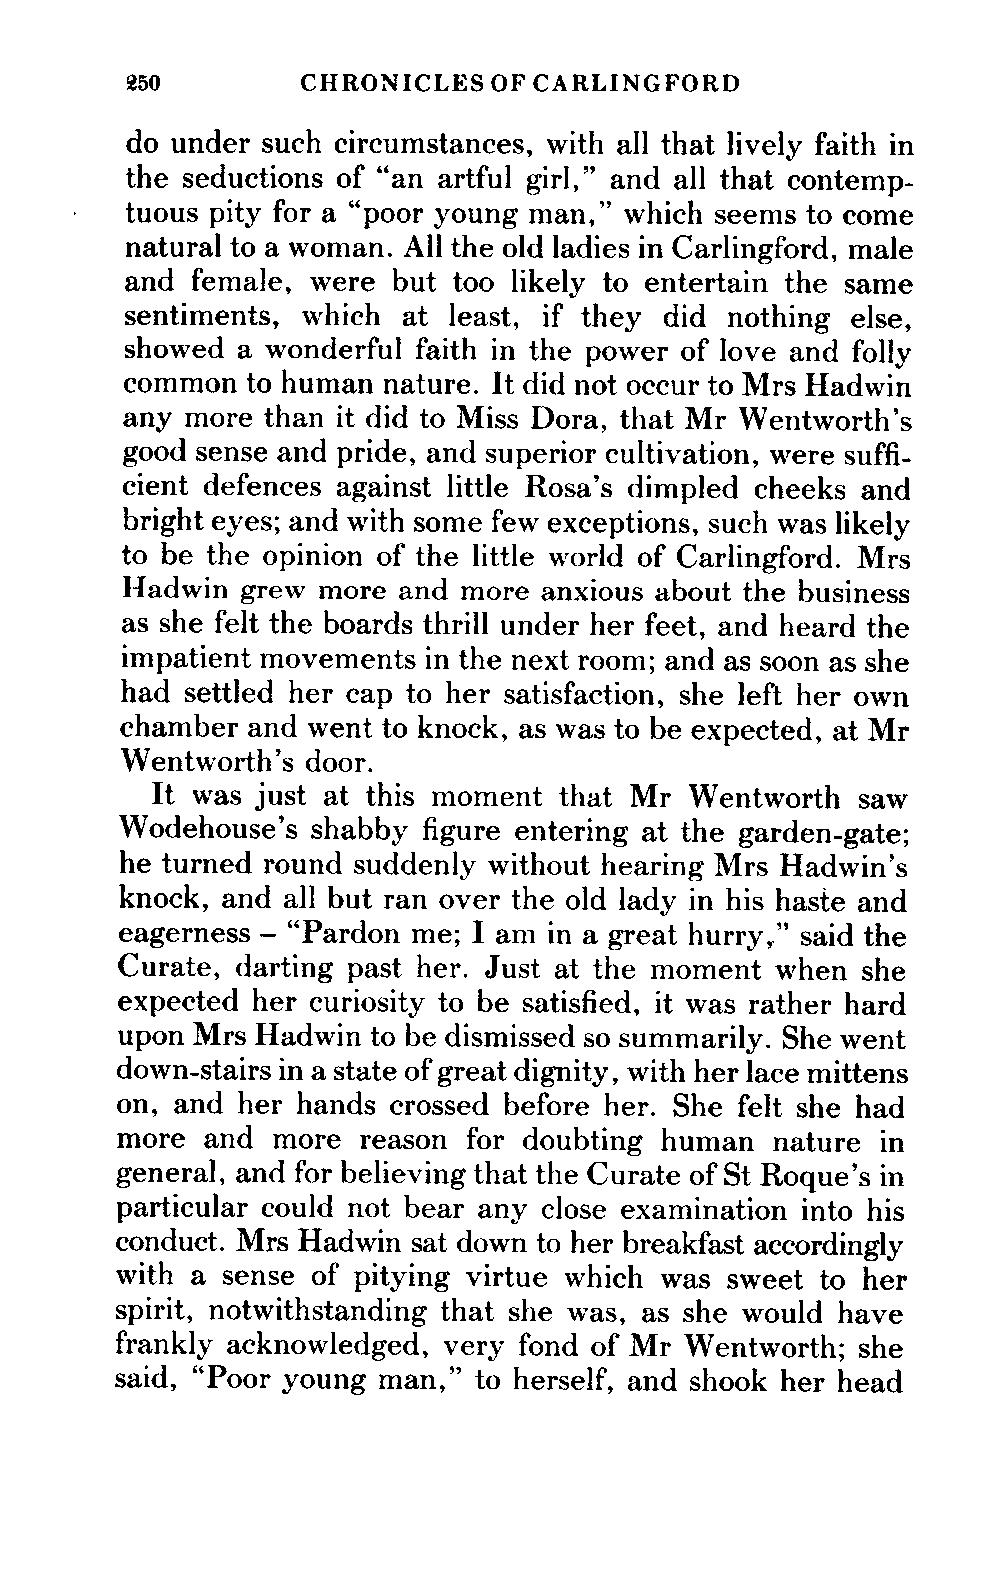 250 CHRONICLES OF CARLINGFORD
do under such circumstances, with all that lively faith in
the seductions of “an artful girl,” and all that contemp-
tuous pity for a “poor young man,” which seems to come
natural to a woman. All the old ladies in Carlingford, male
and female, were but too likely to entertain the same
sentiments, which at least, if they did nothing else,
showed a wonderful faith in the power of love and folly
common to human nature. It did not occur to Mrs Hadwin
any more than it did to Miss Dora, that Mr Wentworth’s
good sense and pride, and superior cultivation, were suffi-
cient defences against little Rosa’s dimpled cheeks and
bright eyes; and with some few exceptions, such was likely
to be the opinion of the little world of Carlingford. Mrs
Hadwin grew more and more anxious about the business
as she felt the boards thrill under her feet, and heard the
impatient movements in the next room; and as soon as she
had settled her cap to her satisfaction, she left her own
chamber and went to knock, as was to be expected, at Mr
Wentworth’s door.
It was just at this moment that Mr Wentworth saw
Wodehouse’s shabby figure entering at the garden-gate;
he turned round suddenly without hearing Mrs Hadwin’s
knock, and all but ran over the old lady in his haste and
eagerness – “Pardon me; I am in a great hurry,” said the
Curate, darting past her. Just at the moment when she
expected her curiosity to be satisfied, it was rather hard
upon Mrs Hadwin to be dismissed so summarily. She went
down-stairs in a state of great dignity, with her lace mittens
on, and her hands crossed before her. She felt she had
more and more reason for doubting human nature in
general, and for believing that the Curate of St Roque’s in
particular could not bear any close examination into his
conduct. Mrs Hadwin sat down to her breakfast accordingly
with a sense of pitying virtue which was sweet to her
spirit, notwithstanding that she was, as she would have
frankly acknowledged, very fond of Mr Wentworth; she
said, “Poor young man,” to herself, and shook her head